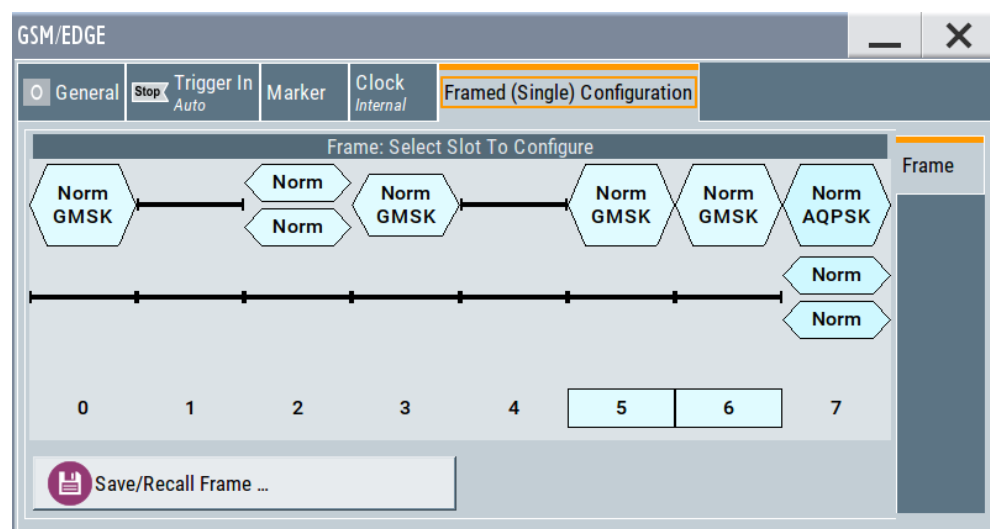 GSM/EDGE
O General
Stop Trigger In
Auto
Marker
Clock
Internal
Framed (Single) Configuration
Frame: Select Slot To Configure
Frame
Norm
GMSK
Norm
Norm
Norm
GMSK
Norm
GMSK
Norm
GMSK
Norm
AQPSK
Norm
Norm
0 1 2 3 4 5 6 7
Save/Recall Frame ...